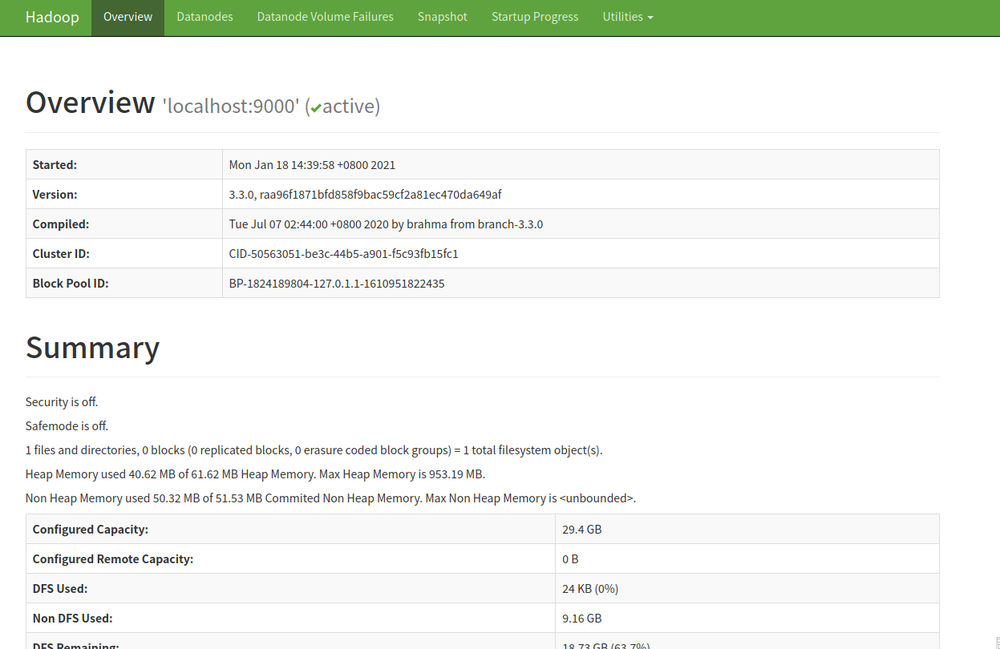 Hadoop Overview Datanodes Datanode Volume Failures Snapshot Startup Progress Utilities
Overview 'localhost:9000' (✔active)
Started: Mon Jan 18 14:39:58 +0800 2021
Version: 3.3.0, raa96f1871bfd858f9bac59cf2a81ec470da649af
Compiled: Tue Jul 07 02:44:00 +0800 2020 by brahma from branch-3.3.0
Cluster ID: CID-50563051-be3c-44b5-a901-f5c93fb15fc1
Block Pool ID: BP-1824189804-127.0.1.1-1610951822435
Summary
Security is off.
Safemode is off.
1 files and directories, 0 blocks (0 replicated blocks, 0 erasure coded block groups) = 1 total filesystem object(s).
Heap Memory used 40.62 MB of 61.62 MB Heap Memory. Max Heap Memory is 953.19 MB.
Non Heap Memory used 50.32 MB of 51.53 MB Commited Non Heap Memory. Max Non Heap Memory is <unbounded>.
Configured Capacity: 29.4 GB
Configured Remote Capacity: 0 B
DFS Used: 24 KB (0%)
Non DFS Used: 9.16 GB
DFS Remaining: 18.73 GB (63.7%)